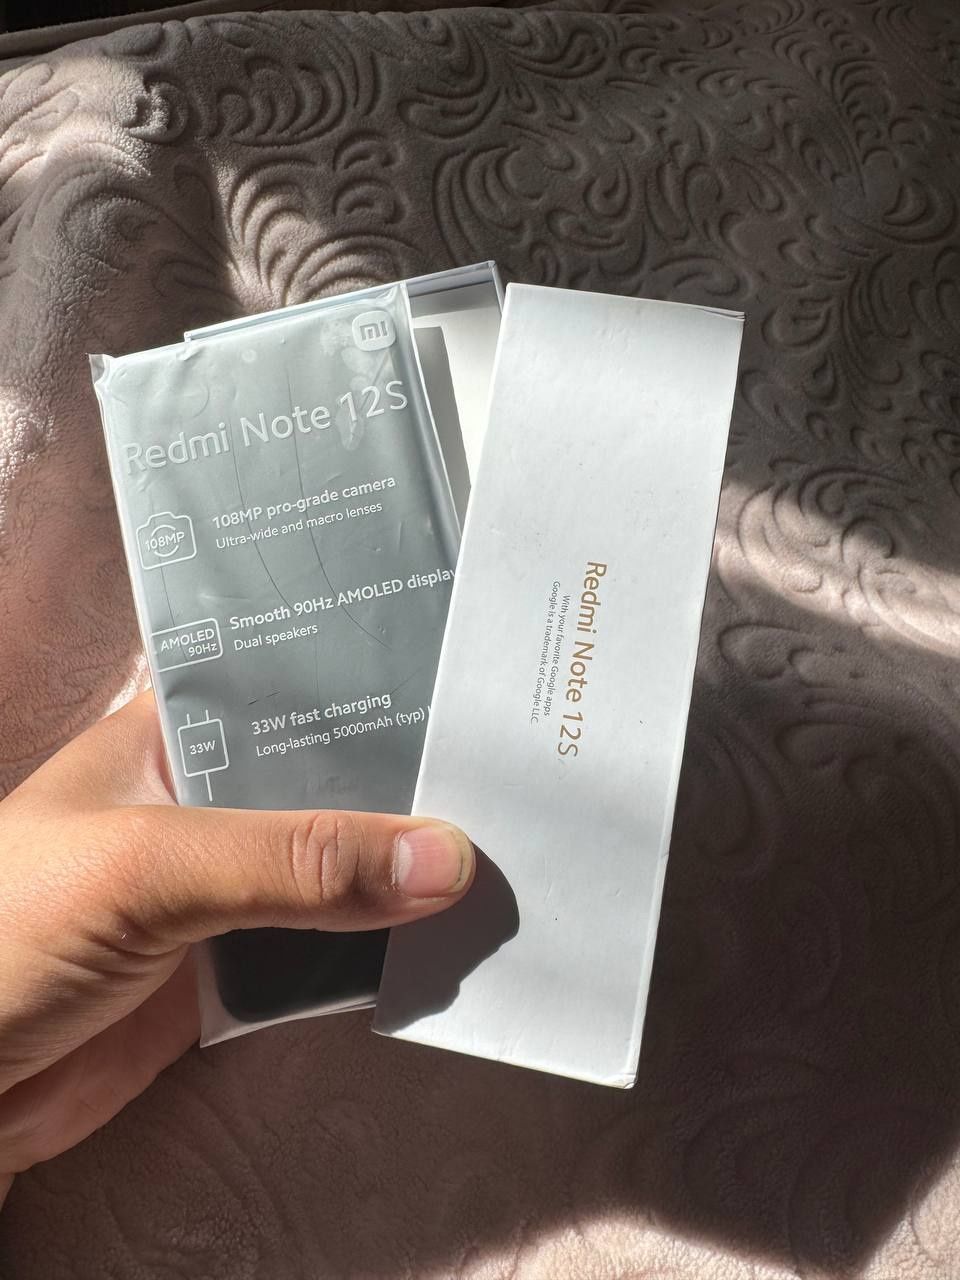 mi
Redmi Note 12S
108MP
108MP pro-grade camera
Ultra-wide and macro lenses
AMOLED
90Hz
Smooth 90Hz AMOLED display
Dual speakers
33W
33W fast charging
Long-lasting 5000mAh (typ)
Redmi Note 12S
With your favorite Google apps
Google is a trademark of Google LLC.